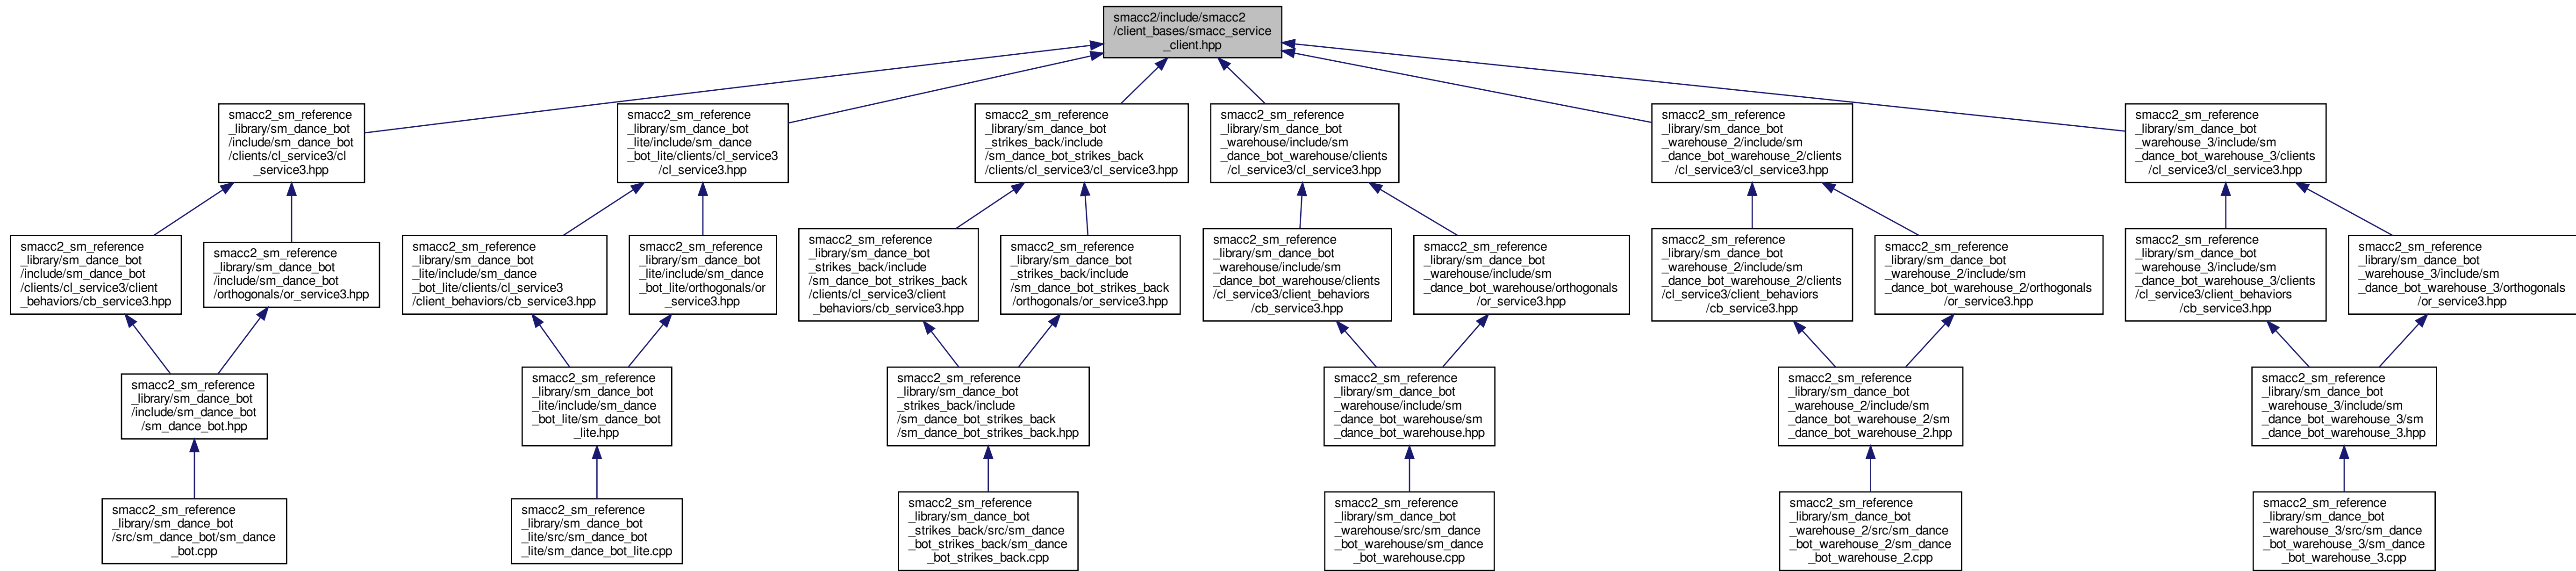 smacc2/include/smacc2
/client_bases/smacc_service
_client.hpp
smacc2_sm_reference
_library/sm_dance_bot
/include/sm_dance_bot
/clients/cl_service3/cl
_service3.hpp
smacc2_sm_reference
_library/sm_dance_bot
_lite/include/sm_dance
_bot_lite/clients/cl_service3
/cl_service3.hpp
smacc2_sm_reference
_library/sm_dance_bot
_strikes_back/include
/sm_dance_bot_strikes_back
/clients/cl_service3/cl_service3.hpp
smacc2_sm_reference
_library/sm_dance_bot
_warehouse/include/sm
_dance_bot_warehouse/clients
/cl_service3/cl_service3.hpp
smacc2_sm_reference
_library/sm_dance_bot
_warehouse_2/include/sm
_dance_bot_warehouse_2/clients
/cl_service3/cl_service3.hpp
smacc2_sm_reference
_library/sm_dance_bot
_warehouse_3/include/sm
_dance_bot_warehouse_3/clients
/cl_service3/cl_service3.hpp
smacc2_sm_reference
_library/sm_dance_bot
/include/sm_dance_bot
/clients/cl_service3/client
_behaviors/cb_service3.hpp
smacc2_sm_reference
_library/sm_dance_bot
/include/sm_dance_bot
/orthogonals/or_service3.hpp
smacc2_sm_reference
_library/sm_dance_bot
_lite/include/sm_dance
_bot_lite/clients/cl_service3
/client_behaviors/cb_service3.hpp
smacc2_sm_reference
_library/sm_dance_bot
_lite/include/sm_dance
_bot_lite/orthogonals/or
_service3.hpp
smacc2_sm_reference
_library/sm_dance_bot
_strikes_back/include
/sm_dance_bot_strikes_back
/clients/cl_service3/client
_behaviors/cb_service3.hpp
smacc2_sm_reference
_library/sm_dance_bot
_strikes_back/include
/sm_dance_bot_strikes_back
/orthogonals/or_service3.hpp
smacc2_sm_reference
_library/sm_dance_bot
_warehouse/include/sm
_dance_bot_warehouse/clients
/cl_service3/client_behaviors
/cb_service3.hpp
smacc2_sm_reference
_library/sm_dance_bot
_warehouse/include/sm
_dance_bot_warehouse/orthogonals
/or_service3.hpp
smacc2_sm_reference
_library/sm_dance_bot
_warehouse_2/include/sm
_dance_bot_warehouse_2/clients
/cl_service3/client_behaviors
/cb_service3.hpp
smacc2_sm_reference
_library/sm_dance_bot
_warehouse_2/include/sm
_dance_bot_warehouse_2/orthogonals
/or_service3.hpp
smacc2_sm_reference
_library/sm_dance_bot
_warehouse_3/include/sm
_dance_bot_warehouse_3/clients
/cl_service3/client_behaviors
/cb_service3.hpp
smacc2_sm_reference
_library/sm_dance_bot
_warehouse_3/include/sm
_dance_bot_warehouse_3/orthogonals
/or_service3.hpp
smacc2_sm_reference
_library/sm_dance_bot
/include/sm_dance_bot
/sm_dance_bot.hpp
smacc2_sm_reference
_library/sm_dance_bot
_lite/include/sm_dance
_bot_lite/sm_dance_bot
_lite.hpp
smacc2_sm_reference
_library/sm_dance_bot
_strikes_back/include
/sm_dance_bot_strikes_back
/sm_dance_bot_strikes_back.hpp
smacc2_sm_reference
_library/sm_dance_bot
_warehouse/include/sm
_dance_bot_warehouse/sm
_dance_bot_warehouse.hpp
smacc2_sm_reference
_library/sm_dance_bot
_warehouse_2/include/sm
_dance_bot_warehouse_2/sm
_dance_bot_warehouse_2.hpp
smacc2_sm_reference
_library/sm_dance_bot
_warehouse_3/include/sm
_dance_bot_warehouse_3/sm
_dance_bot_warehouse_3.hpp
smacc2_sm_reference
_library/sm_dance_bot
/src/sm_dance_bot/sm_dance
_bot.cpp
smacc2_sm_reference
_library/sm_dance_bot
_lite/src/sm_dance_bot
_lite/sm_dance_bot_lite.cpp
smacc2_sm_reference
_library/sm_dance_bot
_strikes_back/src/sm_dance
_bot_strikes_back/sm_dance
_bot_strikes_back.cpp
smacc2_sm_reference
_library/sm_dance_bot
_warehouse/src/sm_dance
_bot_warehouse/sm_dance
_bot_warehouse.cpp
smacc2_sm_reference
_library/sm_dance_bot
_warehouse_2/src/sm_dance
_bot_warehouse_2/sm_dance
_bot_warehouse_2.cpp
smacc2_sm_reference
_library/sm_dance_bot
_warehouse_3/src/sm_dance
_bot_warehouse_3/sm_dance
_bot_warehouse_3.cpp